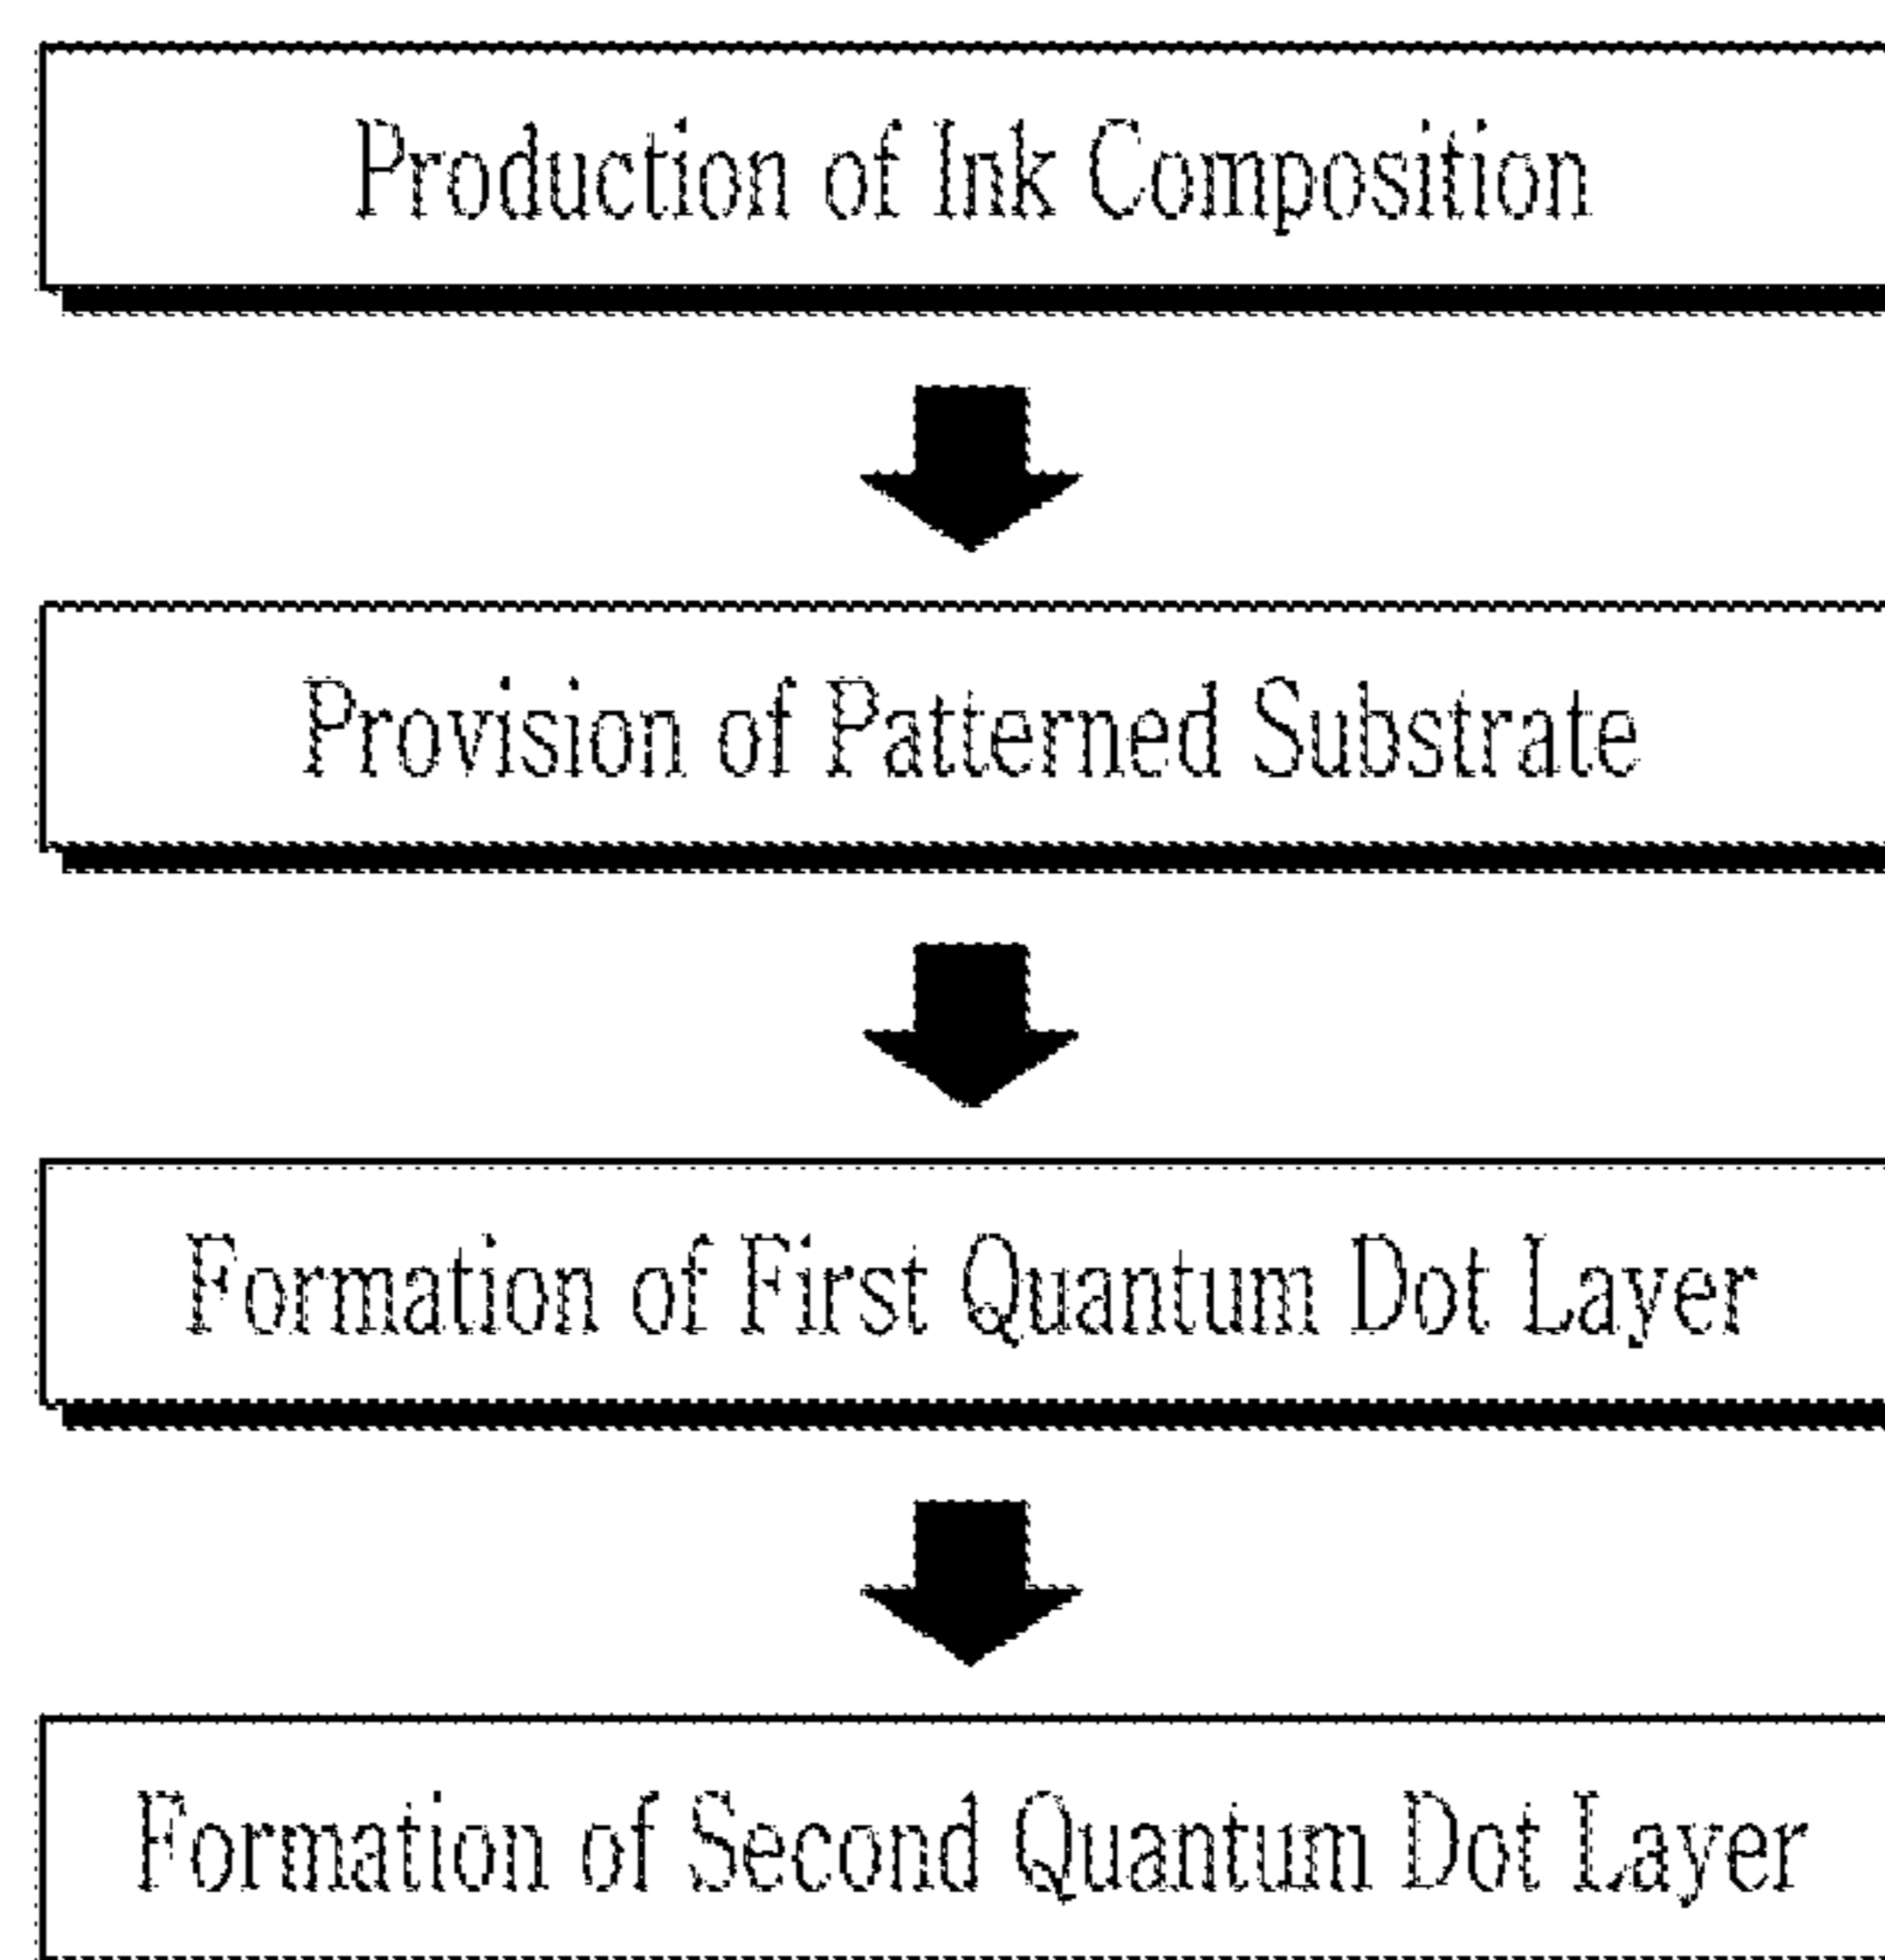 Production of Ink Composition
Provision of Patterned Substrate
Formation of First Quantum Dot Layer
Formation of Second Quantum Dot Layer